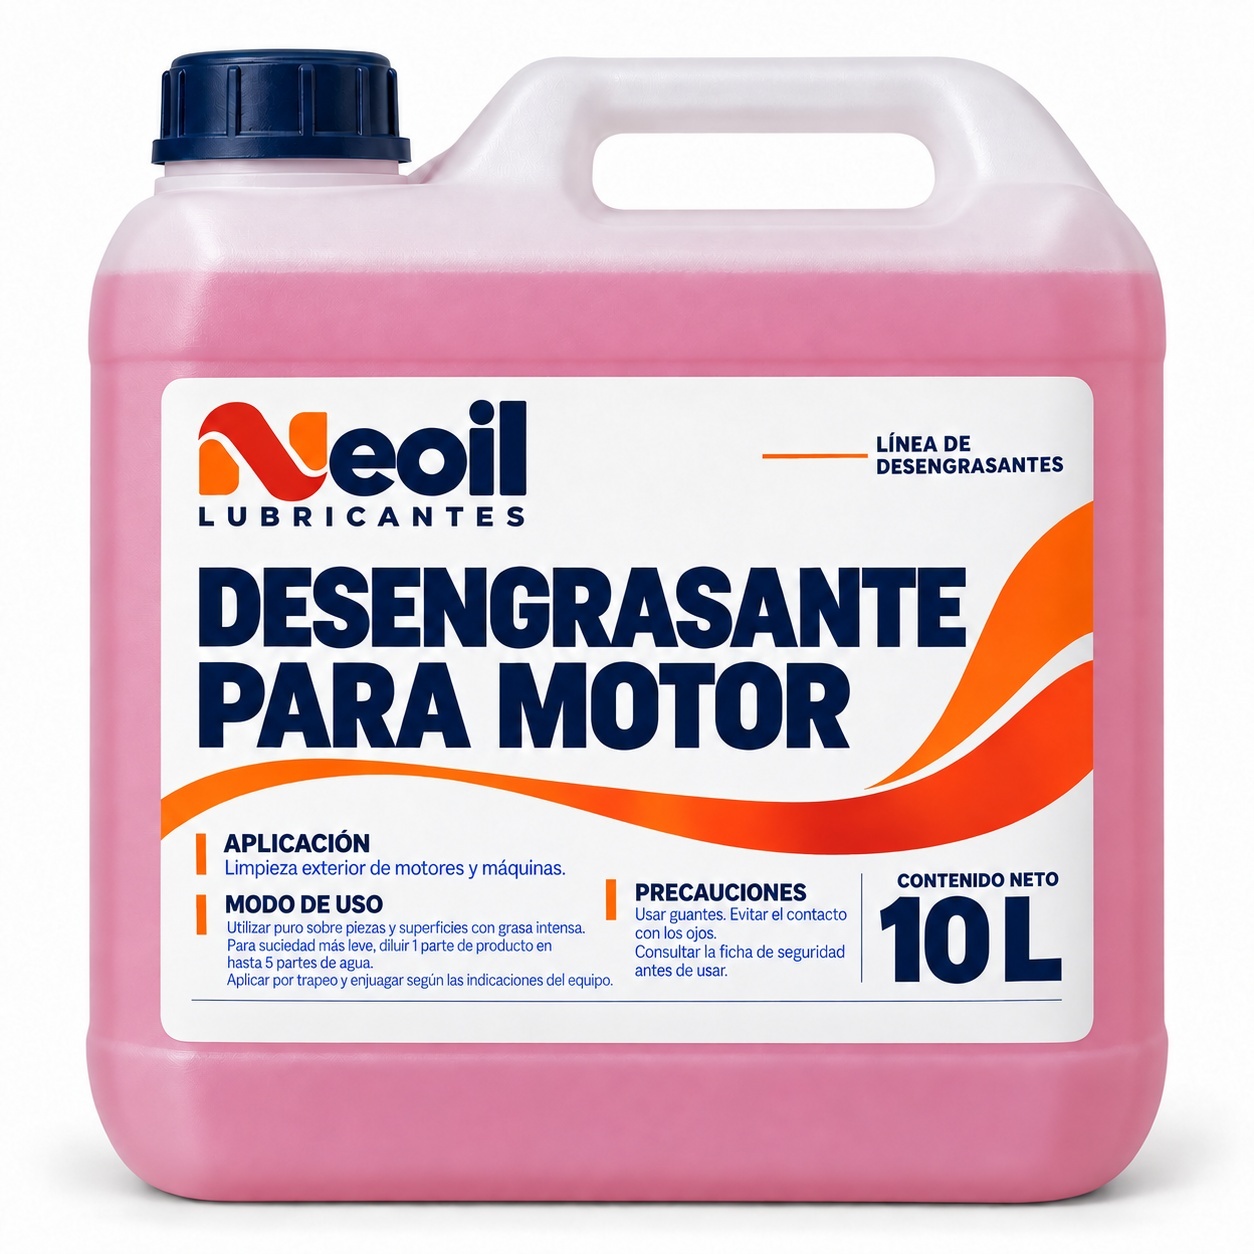 Neoil
LUBRICANTES
LÍNEA DE
DESENGRASANTES
DESENGRASANTE
PARA MOTOR
APLICACIÓN
Limpieza exterior de motores y máquinas.
MODO DE USO
Utilizar puro sobre piezas y superficies con grasa intensa.
Para suciedad más leve, diluir 1 parte de producto en
hasta 5 partes de agua.
Aplicar por trapeo y enjuagar según las indicaciones del equipo.
PRECAUCIONES
Usar guantes. Evitar el contacto
con los ojos.
Consultar la ficha de seguridad
antes de usar.
CONTENIDO NETO
10 L